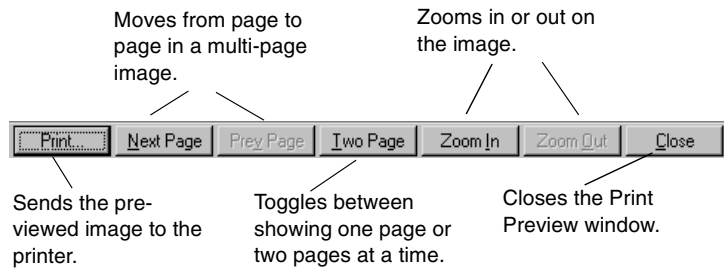 Moves from page to
page in a multi-page
image.
Zooms in or out on
the image.
Print... Next Page Prev Page Two Page Zoom In Zoom Out Close
Sends the pre-
viewed image to the
printer.
Toggles between
showing one page or
two pages at a time.
Closes the Print
Preview window.